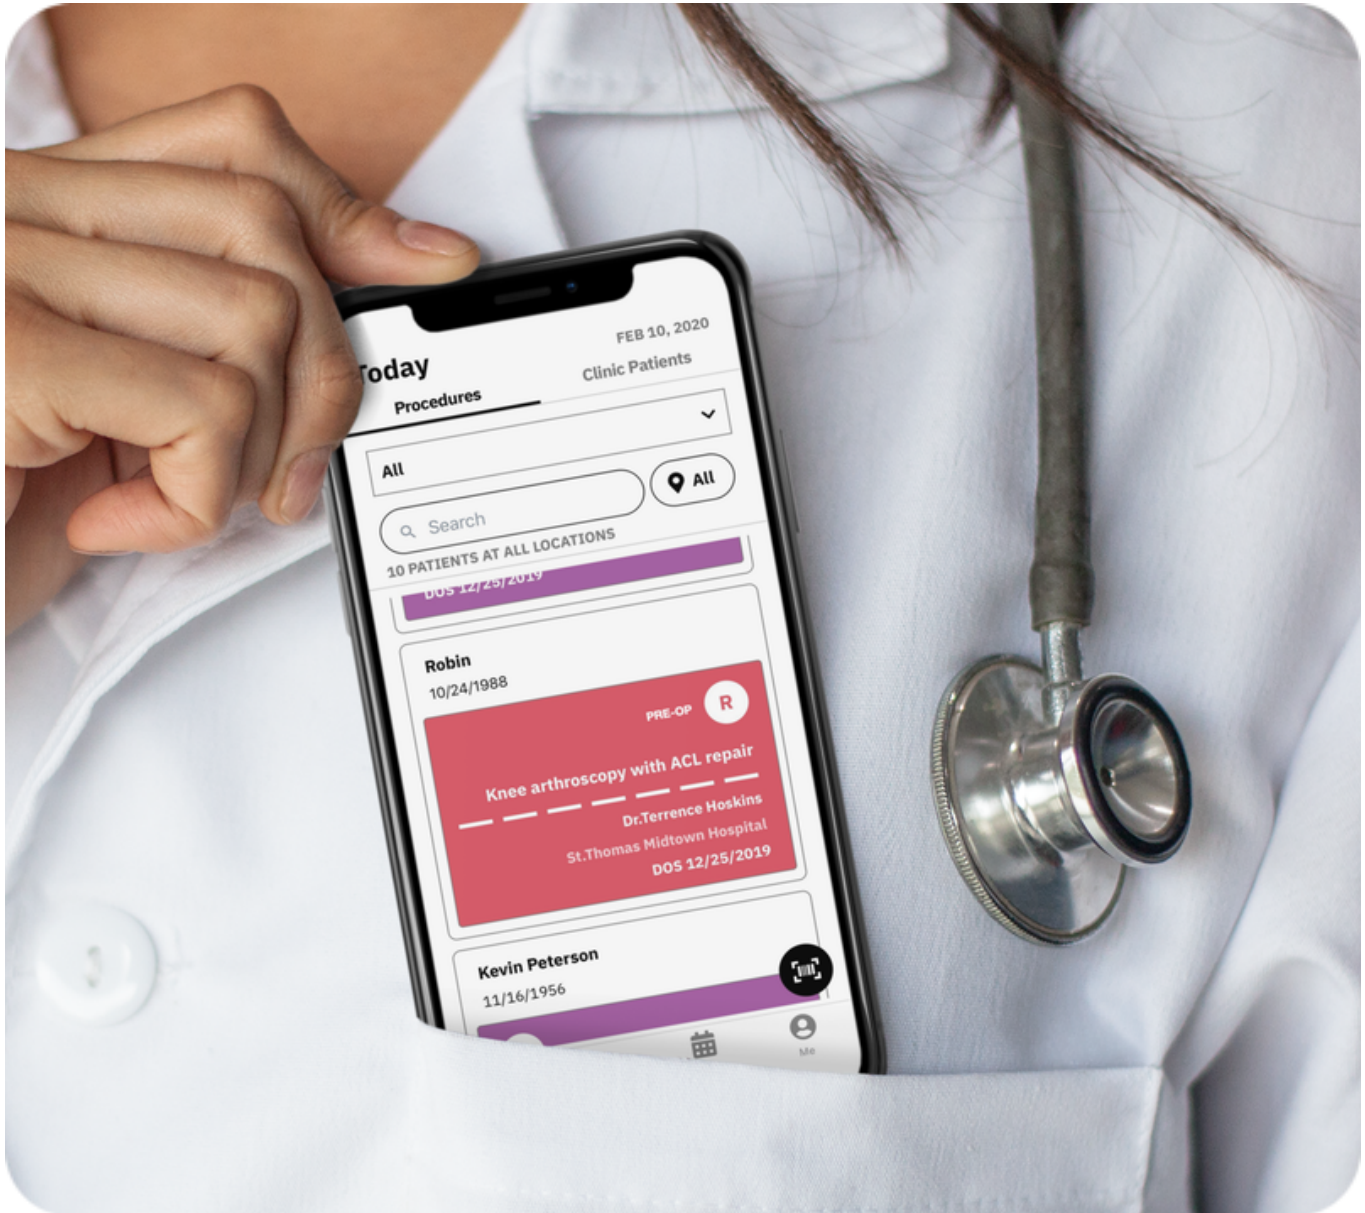 FEB 10, 2020
Today
Procedures
Clinic Patients
All
Search
All
10 PATIENTS AT ALL LOCATIONS
DOS 12/25/2019
Robin
10/24/1988
PRE-OP
R
Knee arthroscopy with ACL repair
Dr.Terrence Hoskins
St.Thomas Midtown Hospital
DOS 12/25/2019
Kevin Peterson
11/16/1956
Me